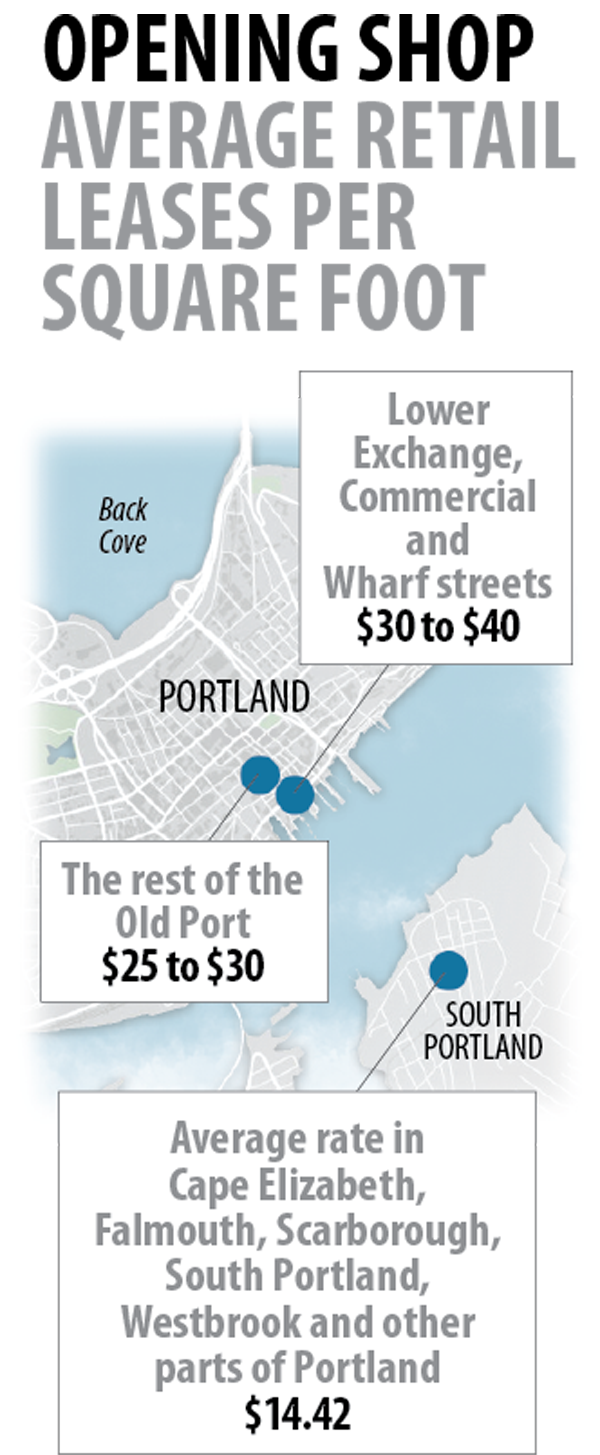 OPENING SHOP
AVERAGE RETAIL
LEASES PER
SQUARE FOOT
Lower
Exchange,
Commercial
and
Wharf streets
$30 to $40
Back
Cove
PORTLAND
The rest of the
Old Port
$25 to $30
SOUTH
PORTLAND
Average rate in
Cape Elizabeth,
Falmouth, Scarborough,
South Portland,
Westbrook and other
parts of Portland
$14.42